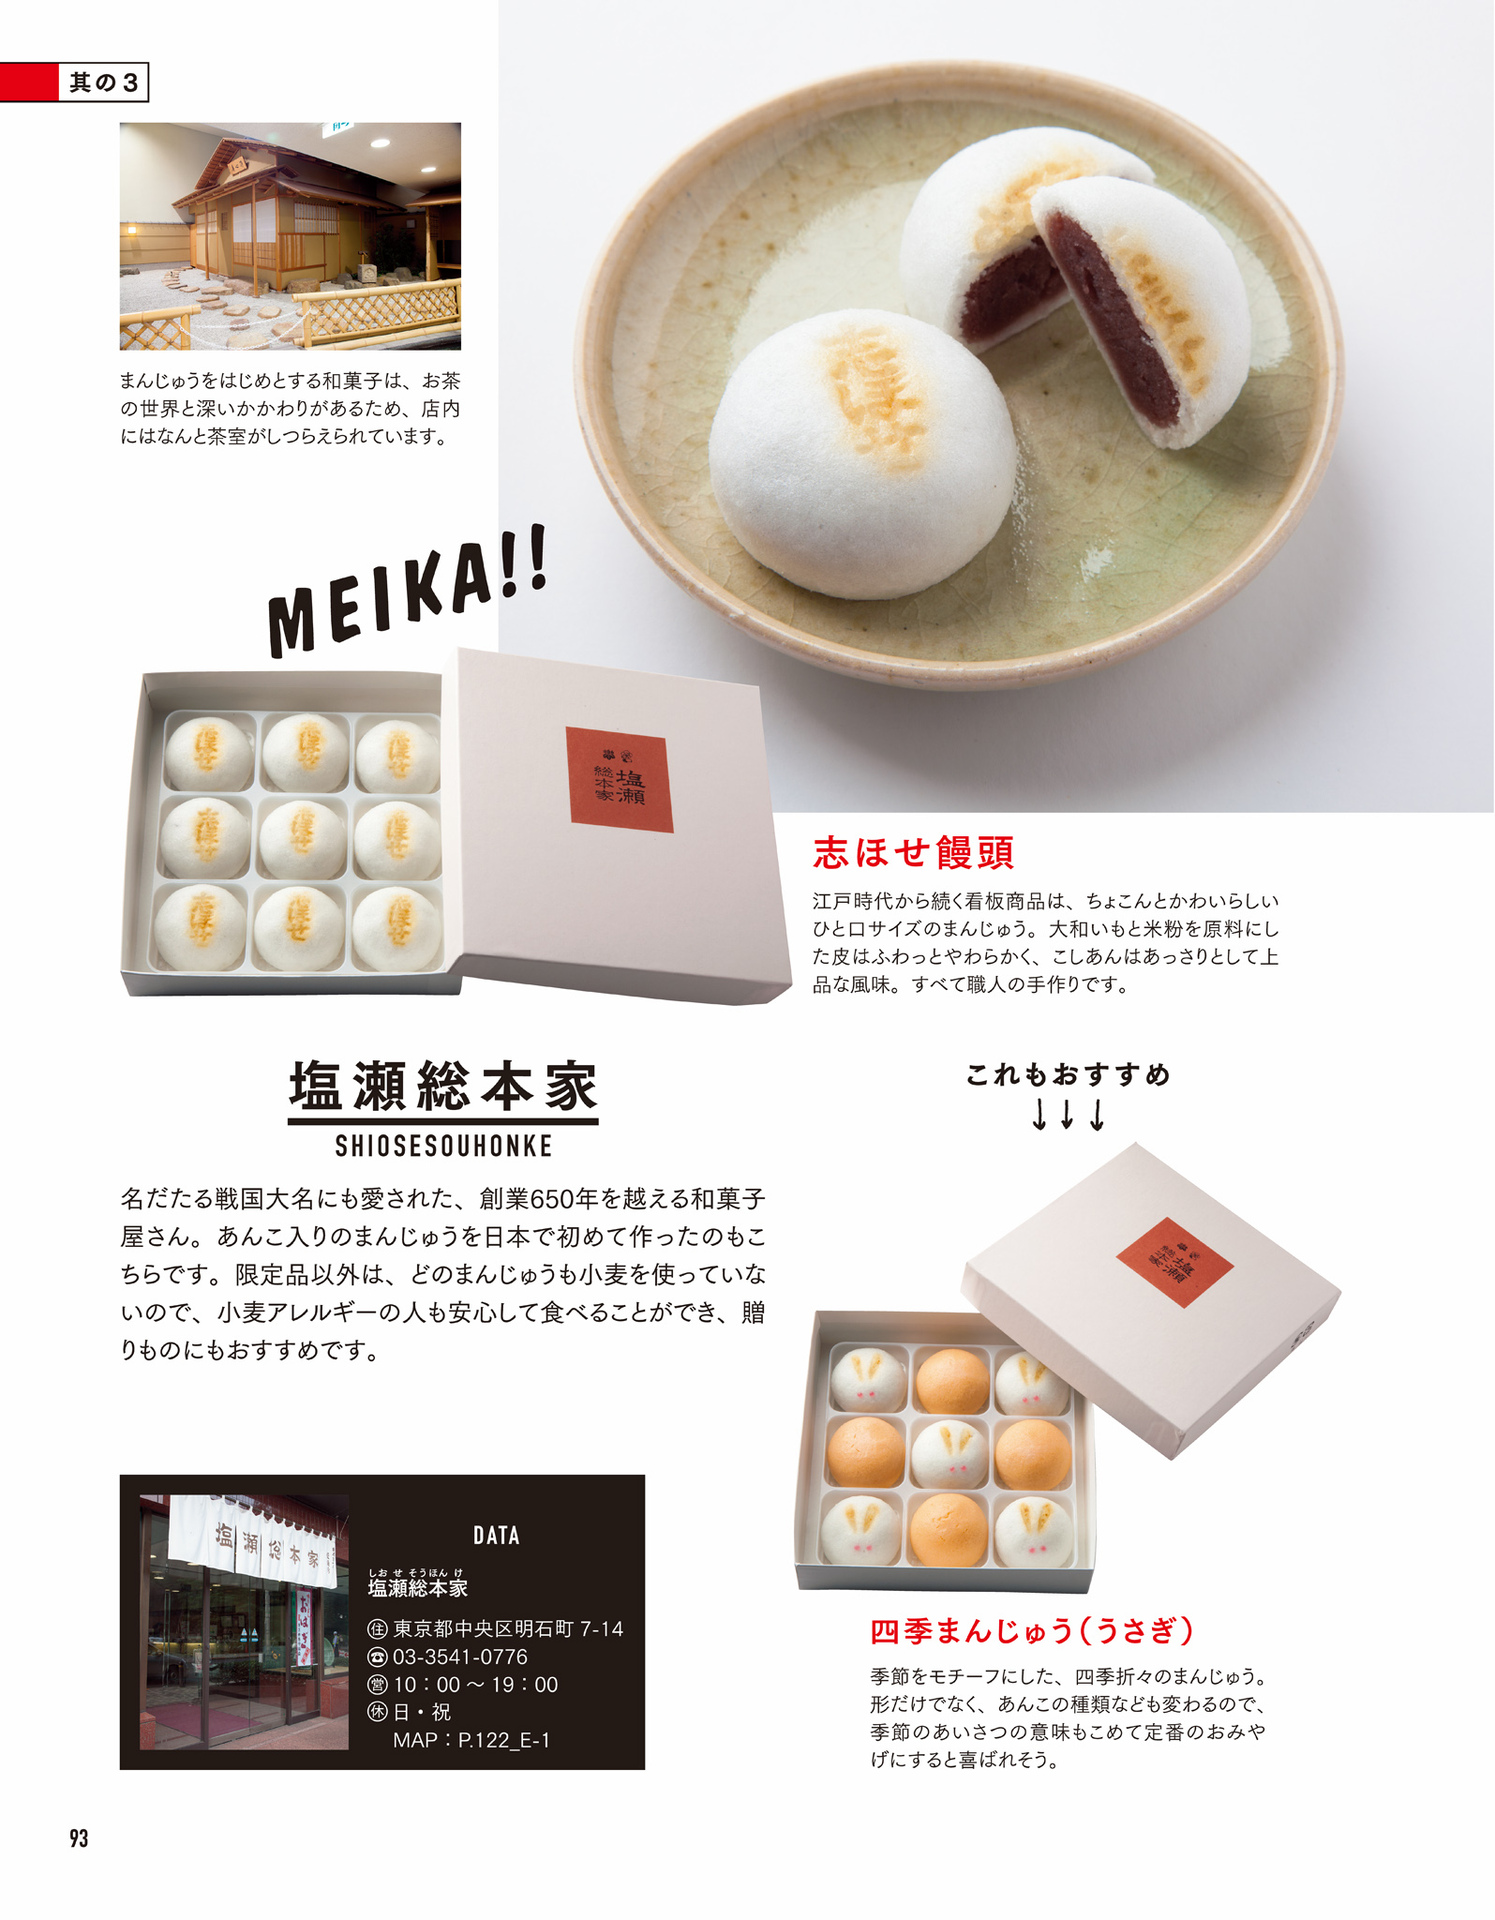 其の3
まんじゅうをはじめとする和菓子は、お茶
の世界と深いかかわりがあるため、店内
にはなんと茶室がしつらえられています。
MEIKA!!
塩瀬
総本家
志ほせ饅頭
江戸時代から続く看板商品は、ちょこんとかわいらしい
ひと口サイズのまんじゅう。大和いもと米粉を原料にし
た皮はふわっとやわらかく、こしあんはあっさりとして上
品な風味。すべて職人の手作りです。
塩瀬総本家
SHIOSESOUHONKE
名だたる戦国大名にも愛された、創業650年を越える和菓子
屋さん。あんこ入りのまんじゅうを日本で初めて作ったのもこ
ちらです。限定品以外は、どのまんじゅうも小麦を使っていな
いので、小麦アレルギーの人も安心して食べることができ、贈
りものにもおすすめです。
これもおすすめ
↓↓↓
塩瀬
総本家
四季まんじゅう(うさぎ)
季節をモチーフにした、四季折々のまんじゅう。
形だけでなく、あんこの種類なども変わるので、
季節のあいさつの意味もこめて定番のおみや
げにすると喜ばれそう。
塩瀬総本家
おはぎ
DATA
しおせそうほんけ
塩瀬総本家
住 東京都中央区明石町 7-14
☎ 03-3541-0776
営 10：00 〜 19：00
休 日・祝
MAP：P.122_E-1
93